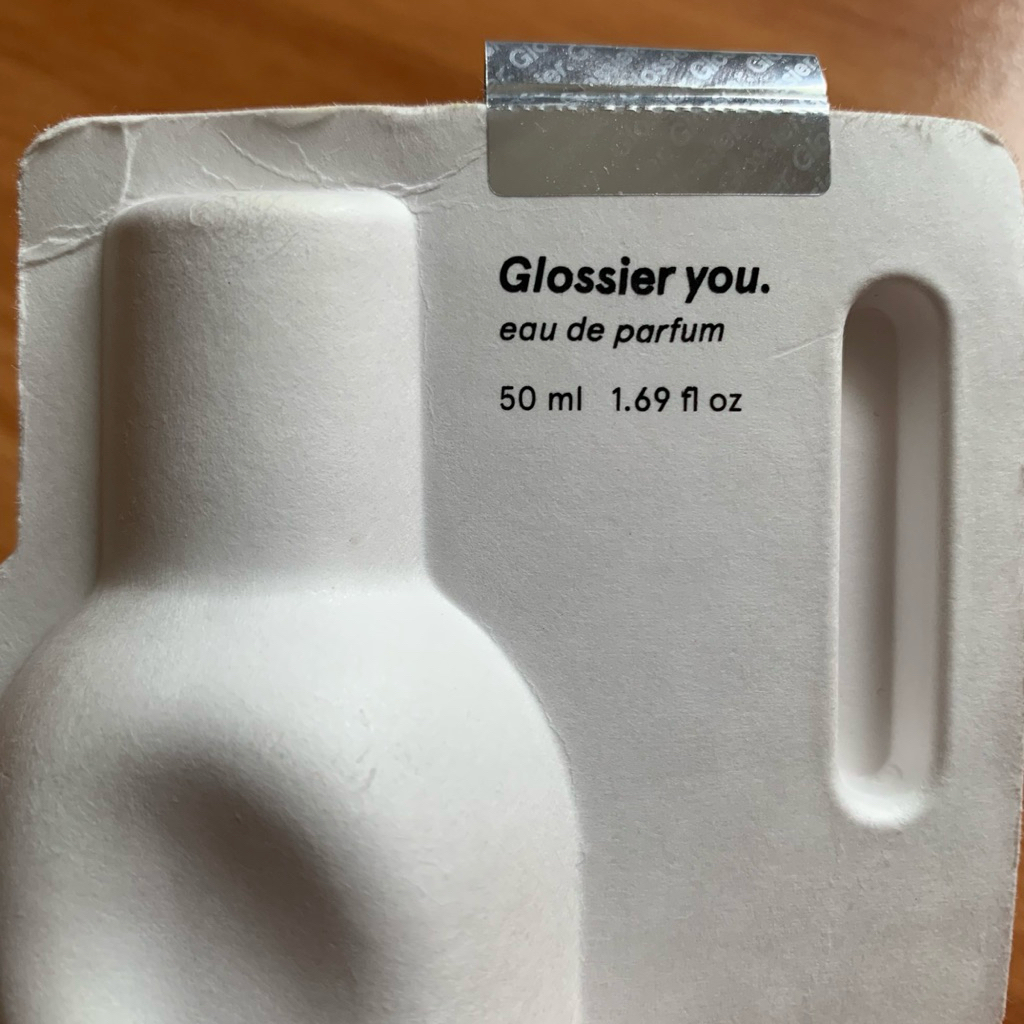 Glossier you.
eau de parfum
50 ml 1.69 fl oz